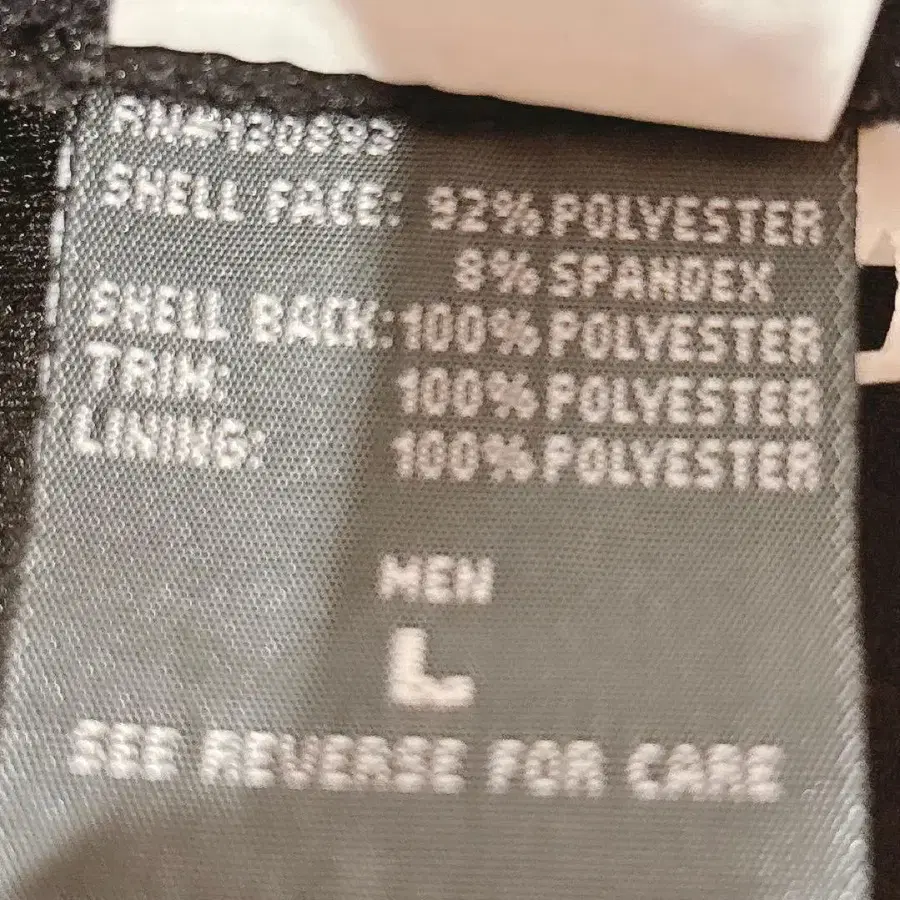 RN#130893
SHELL FACE: 92% POLYESTER
8% SPANDEX
SHELL BACK: 100% POLYESTER
TRIM: 100% POLYESTER
LINING: 100% POLYESTER
MEN
L
SEE REVERSE FOR CARE